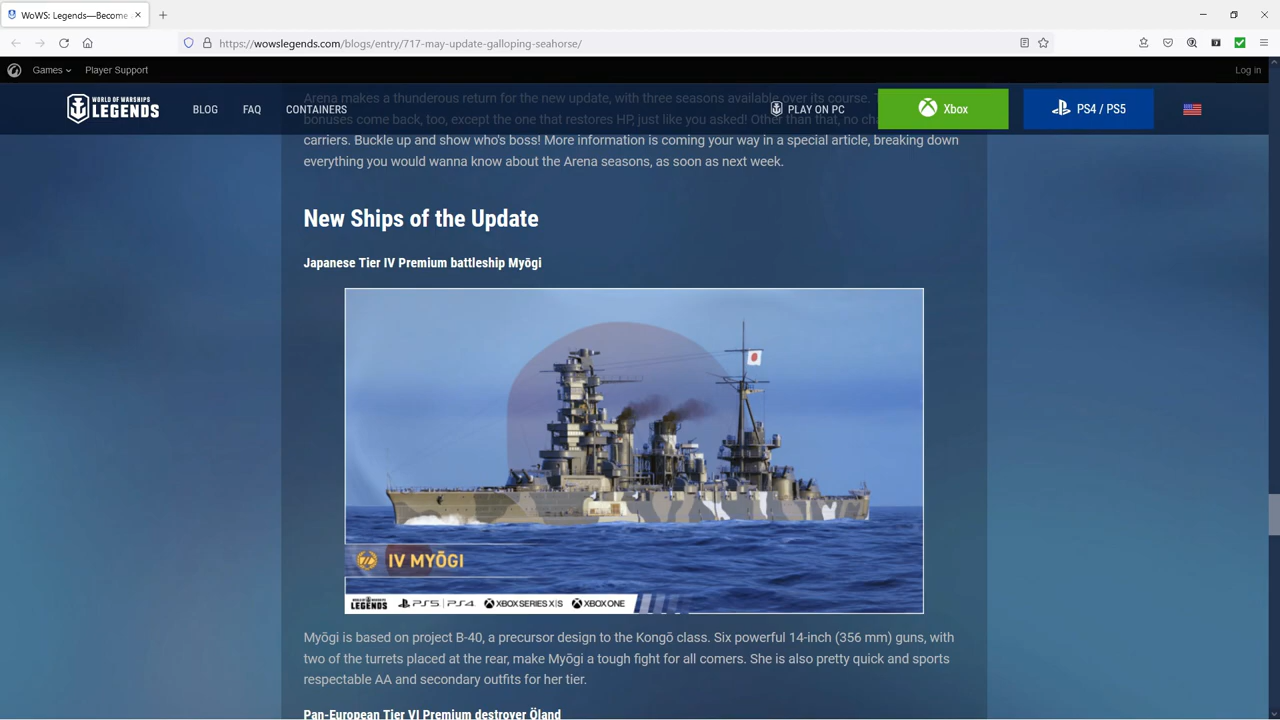 WoWS: Legends—Become
https://wowslegends.com/blogs/entry/717-may-update-galloping-seahorse/
Games
Player Support
Log in
WORLD OF WARSHIPS
LEGENDS
BLOG
FAQ
CONTAINERS
PLAY ON PC
Xbox
PS4 / PS5
Arena makes a thunderous return for the new update, with three seasons available over its course.
bonuses come back, too, except the one that restores HP, just like you asked! Other than that, no
carriers. Buckle up and show who's boss! More information is coming your way in a special article, breaking down
everything you would wanna know about the Arena seasons, as soon as next week.
New Ships of the Update
Japanese Tier IV Premium battleship Myōgi
IV MYŌGI
WORLD OF WARSHIPS
LEGENDS
PS5 | PS4
XBOX SERIES X|S
XBOX ONE
Myōgi is based on project B-40, a precursor design to the Kongō class. Six powerful 14-inch (356 mm) guns, with
two of the turrets placed at the rear, make Myōgi a tough fight for all comers. She is also pretty quick and sports
respectable AA and secondary outfits for her tier.
Pan-European Tier VI Premium destroyer Öland